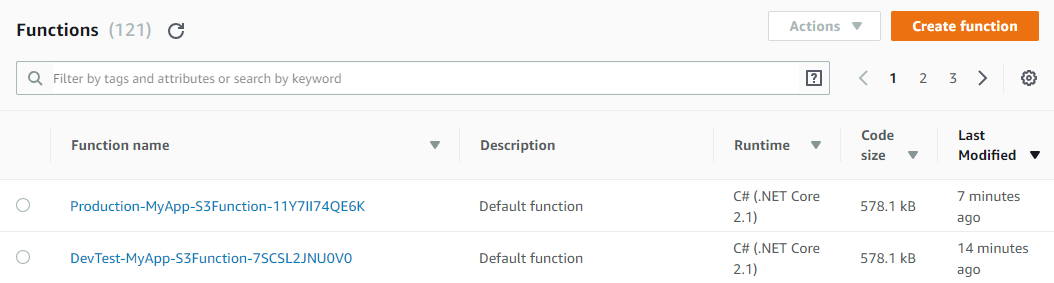 Functions (121)
Actions
Create function
Filter by tags and attributes or search by keyword
?
1 2 3
Function name
Description
Runtime
Code size
Last Modified
Production-MyApp-S3Function-11Y7II74QE6K
Default function
C# (.NET Core 2.1)
578.1 kB
7 minutes ago
DevTest-MyApp-S3Function-7SCSL2JNU0V0
Default function
C# (.NET Core 2.1)
578.1 kB
14 minutes ago